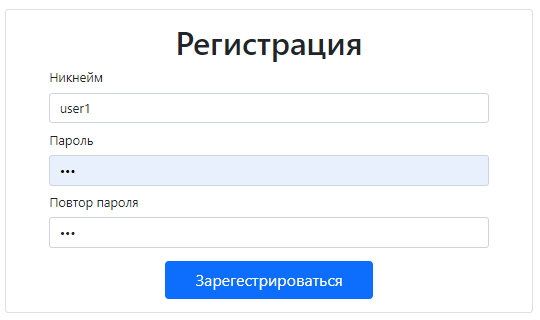 Регистрация
Никнейм
user1
Пароль
•••
Повтор пароля
•••
Зарегестрироваться